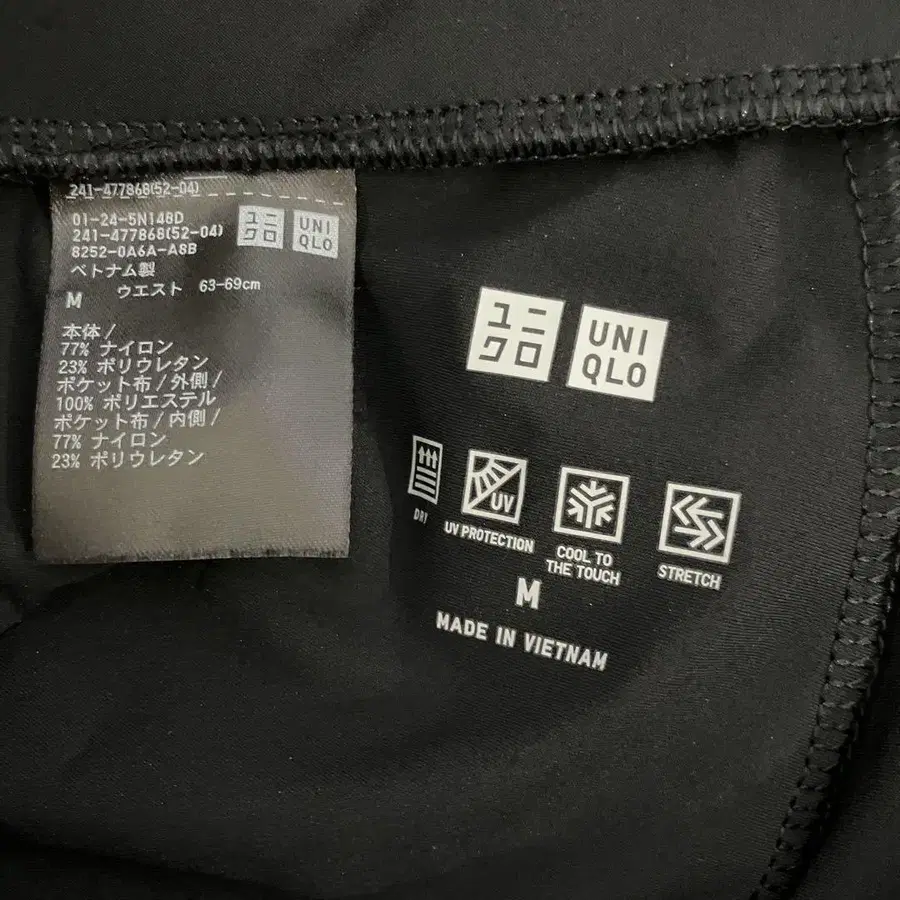 241-477868(52-04)
01-24-5N148D
241-477868(52-04)
8252-0A6A-A8B
ユニクロ
UNIQLO
ベトナム製
M ウエスト 63-69cm
本体/
77% ナイロン
23% ポリウレタン
ポケット布/外側/
100% ポリエステル
ポケット布/内側/
77% ナイロン
23% ポリウレタン
ユニ
クロ
UNI
QLO
DRY
UV
UV PROTECTION
COOL TO
THE TOUCH
STRETCH
M
MADE IN VIETNAM